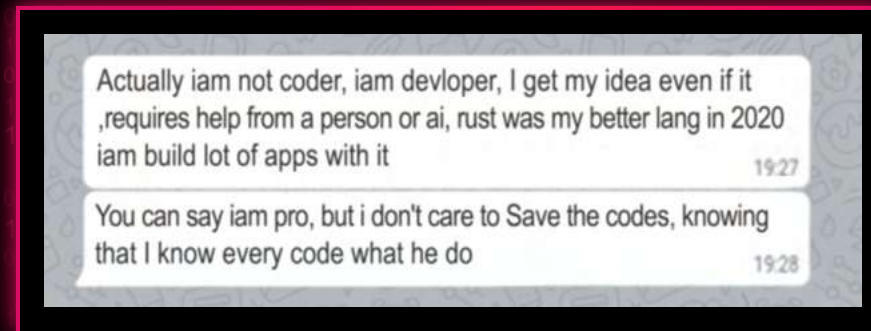 Actually iam not coder, iam devloper, I get my idea even if it
,requires help from a person or ai, rust was my better lang in 2020
iam build lot of apps with it
19:27
You can say iam pro, but i don't care to Save the codes, knowing
that I know every code what he do
19:28